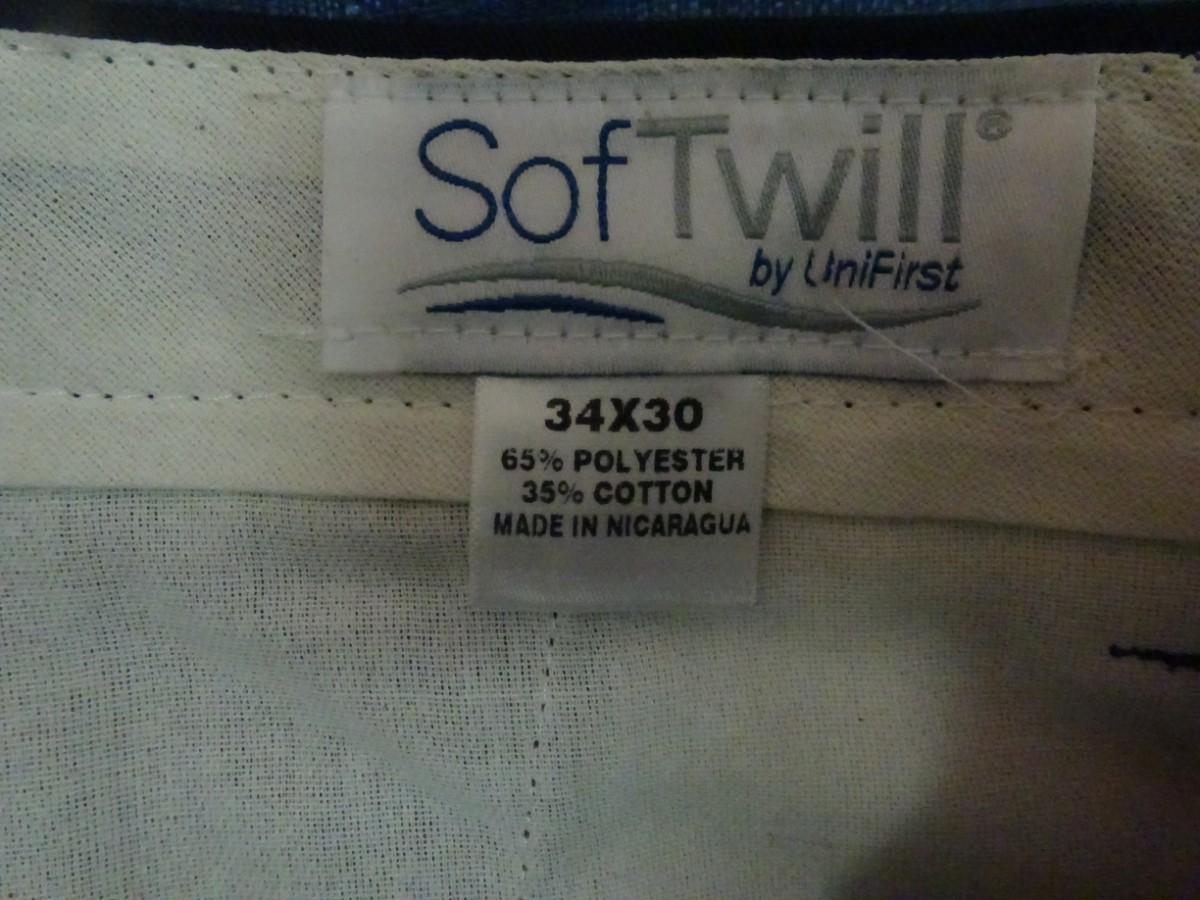 SofTwill®
by UniFirst
34X30
65% POLYESTER
35% COTTON
MADE IN NICARAGUA